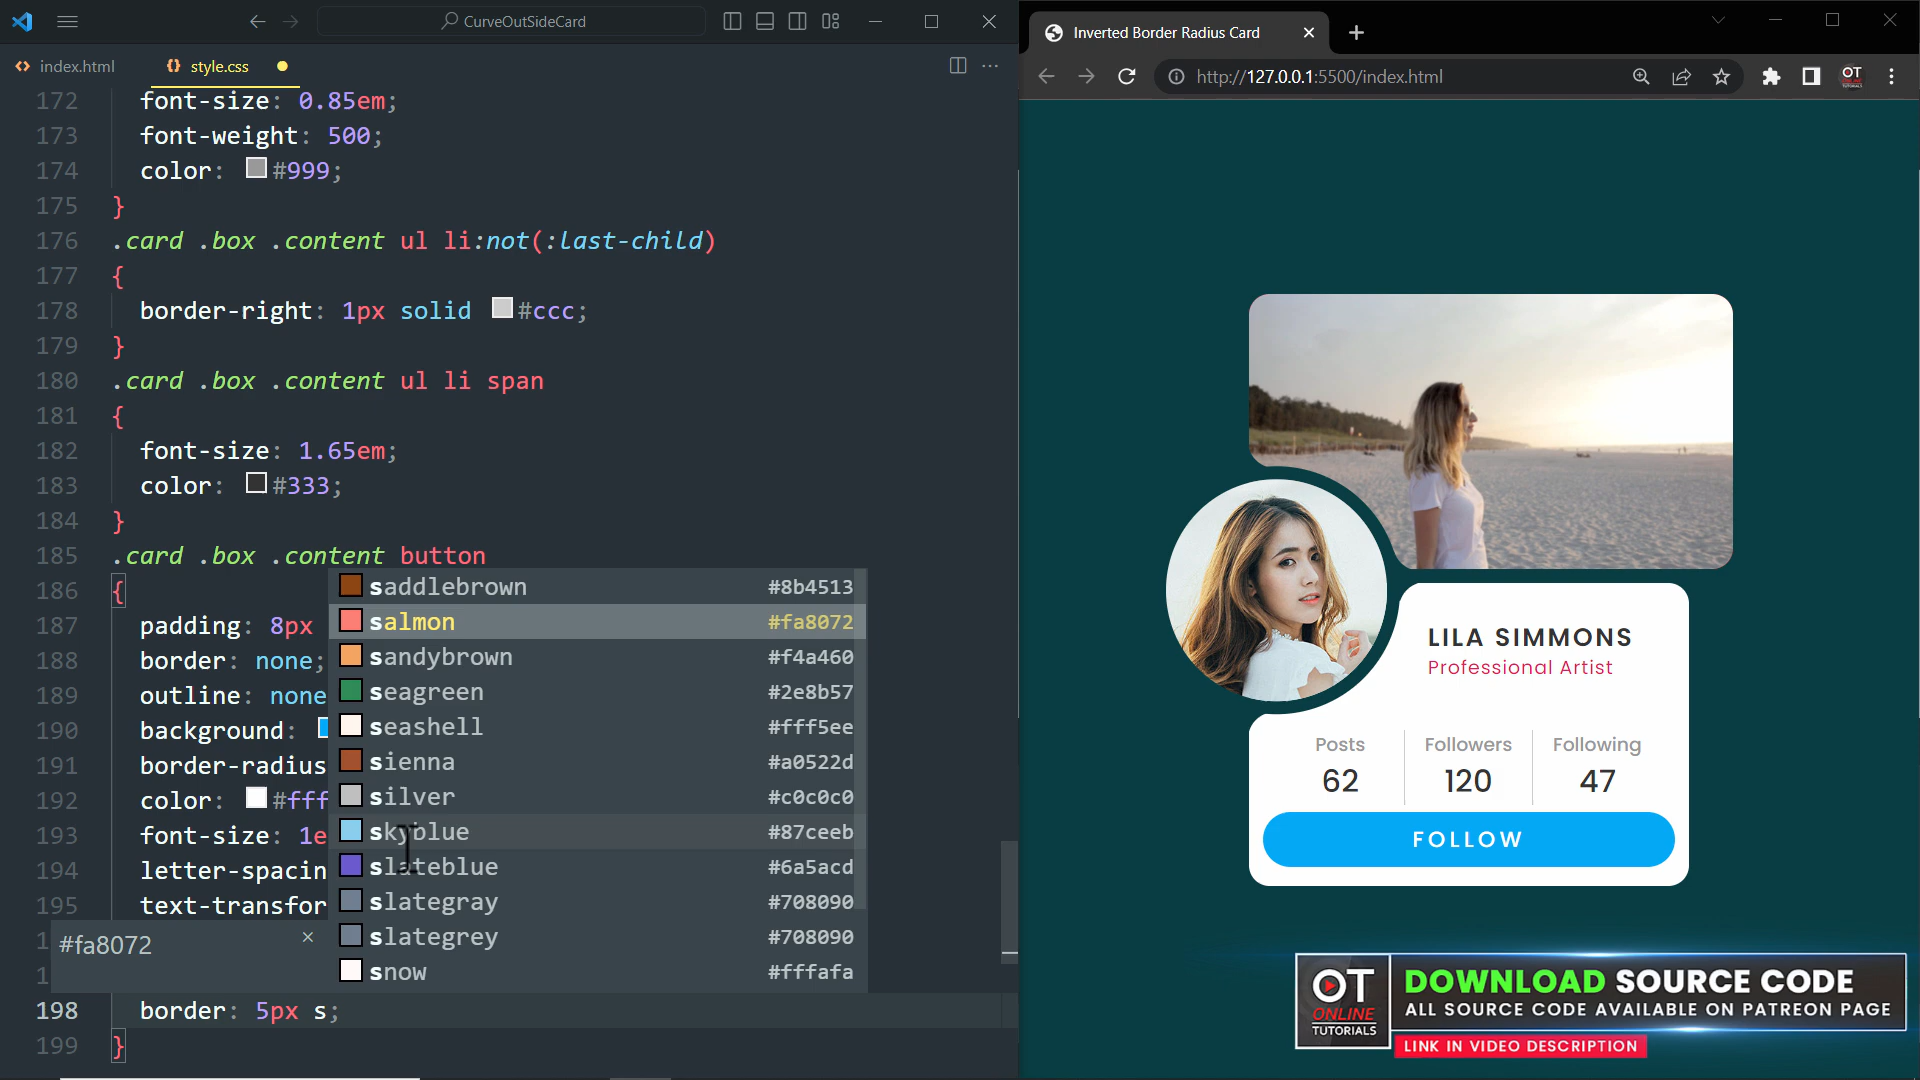 CurveOutSideCard
index.html
style.css
172 font-size: 0.85em;
173 font-weight: 500;
174 color: #999;
175 }
176 .card .box .content ul li:not(:last-child)
177 {
178 border-right: 1px solid #ccc;
179 }
180 .card .box .content ul li span
181 {
182 font-size: 1.65em;
183 color: #333;
184 }
185 .card .box .content button
186 {
187 padding: 8px
188 border: none;
189 outline: none
190 background:
191 border-radius
192 color: #fff
193 font-size: 1e
194 letter-spacin
195 text-transfor
198 border: 5px s;
199 }
saddlebrown #8b4513
salmon #fa8072
sandybrown #f4a460
seagreen #2e8b57
seashell #fff5ee
sienna #a0522d
silver #c0c0c0
skyblue #87ceeb
slateblue #6a5acd
slategray #708090
slategrey #708090
snow #fffafa
#fa8072
Inverted Border Radius Card
http://127.0.0.1:5500/index.html
LILA SIMMONS
Professional Artist
Posts Followers Following
62 120 47
FOLLOW
OT
ONLINE
TUTORIALS
DOWNLOAD SOURCE CODE
ALL SOURCE CODE AVAILABLE ON PATREON PAGE
LINK IN VIDEO DESCRIPTION